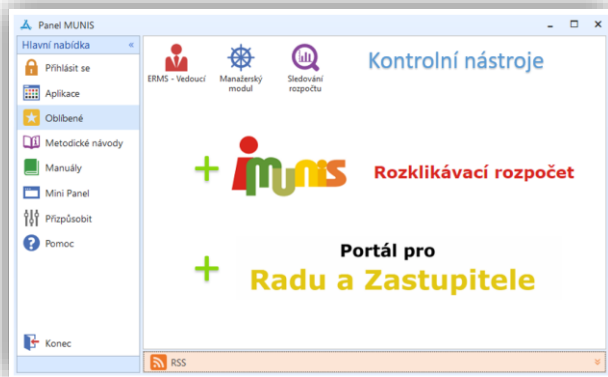 Panel MUNIS
Hlavní nabídka
«
Přihlásit se
Aplikace
Oblíbené
Metodické návody
Manuály
Mini Panel
Přizpůsobit
Pomoc
Konec
ERMS - Vedoucí
Manažerský
modul
Sledování
rozpočtu
Kontrolní nástroje
+ imunis Rozklikávací rozpočet
Portál pro
+ Radu a Zastupitele
RSS